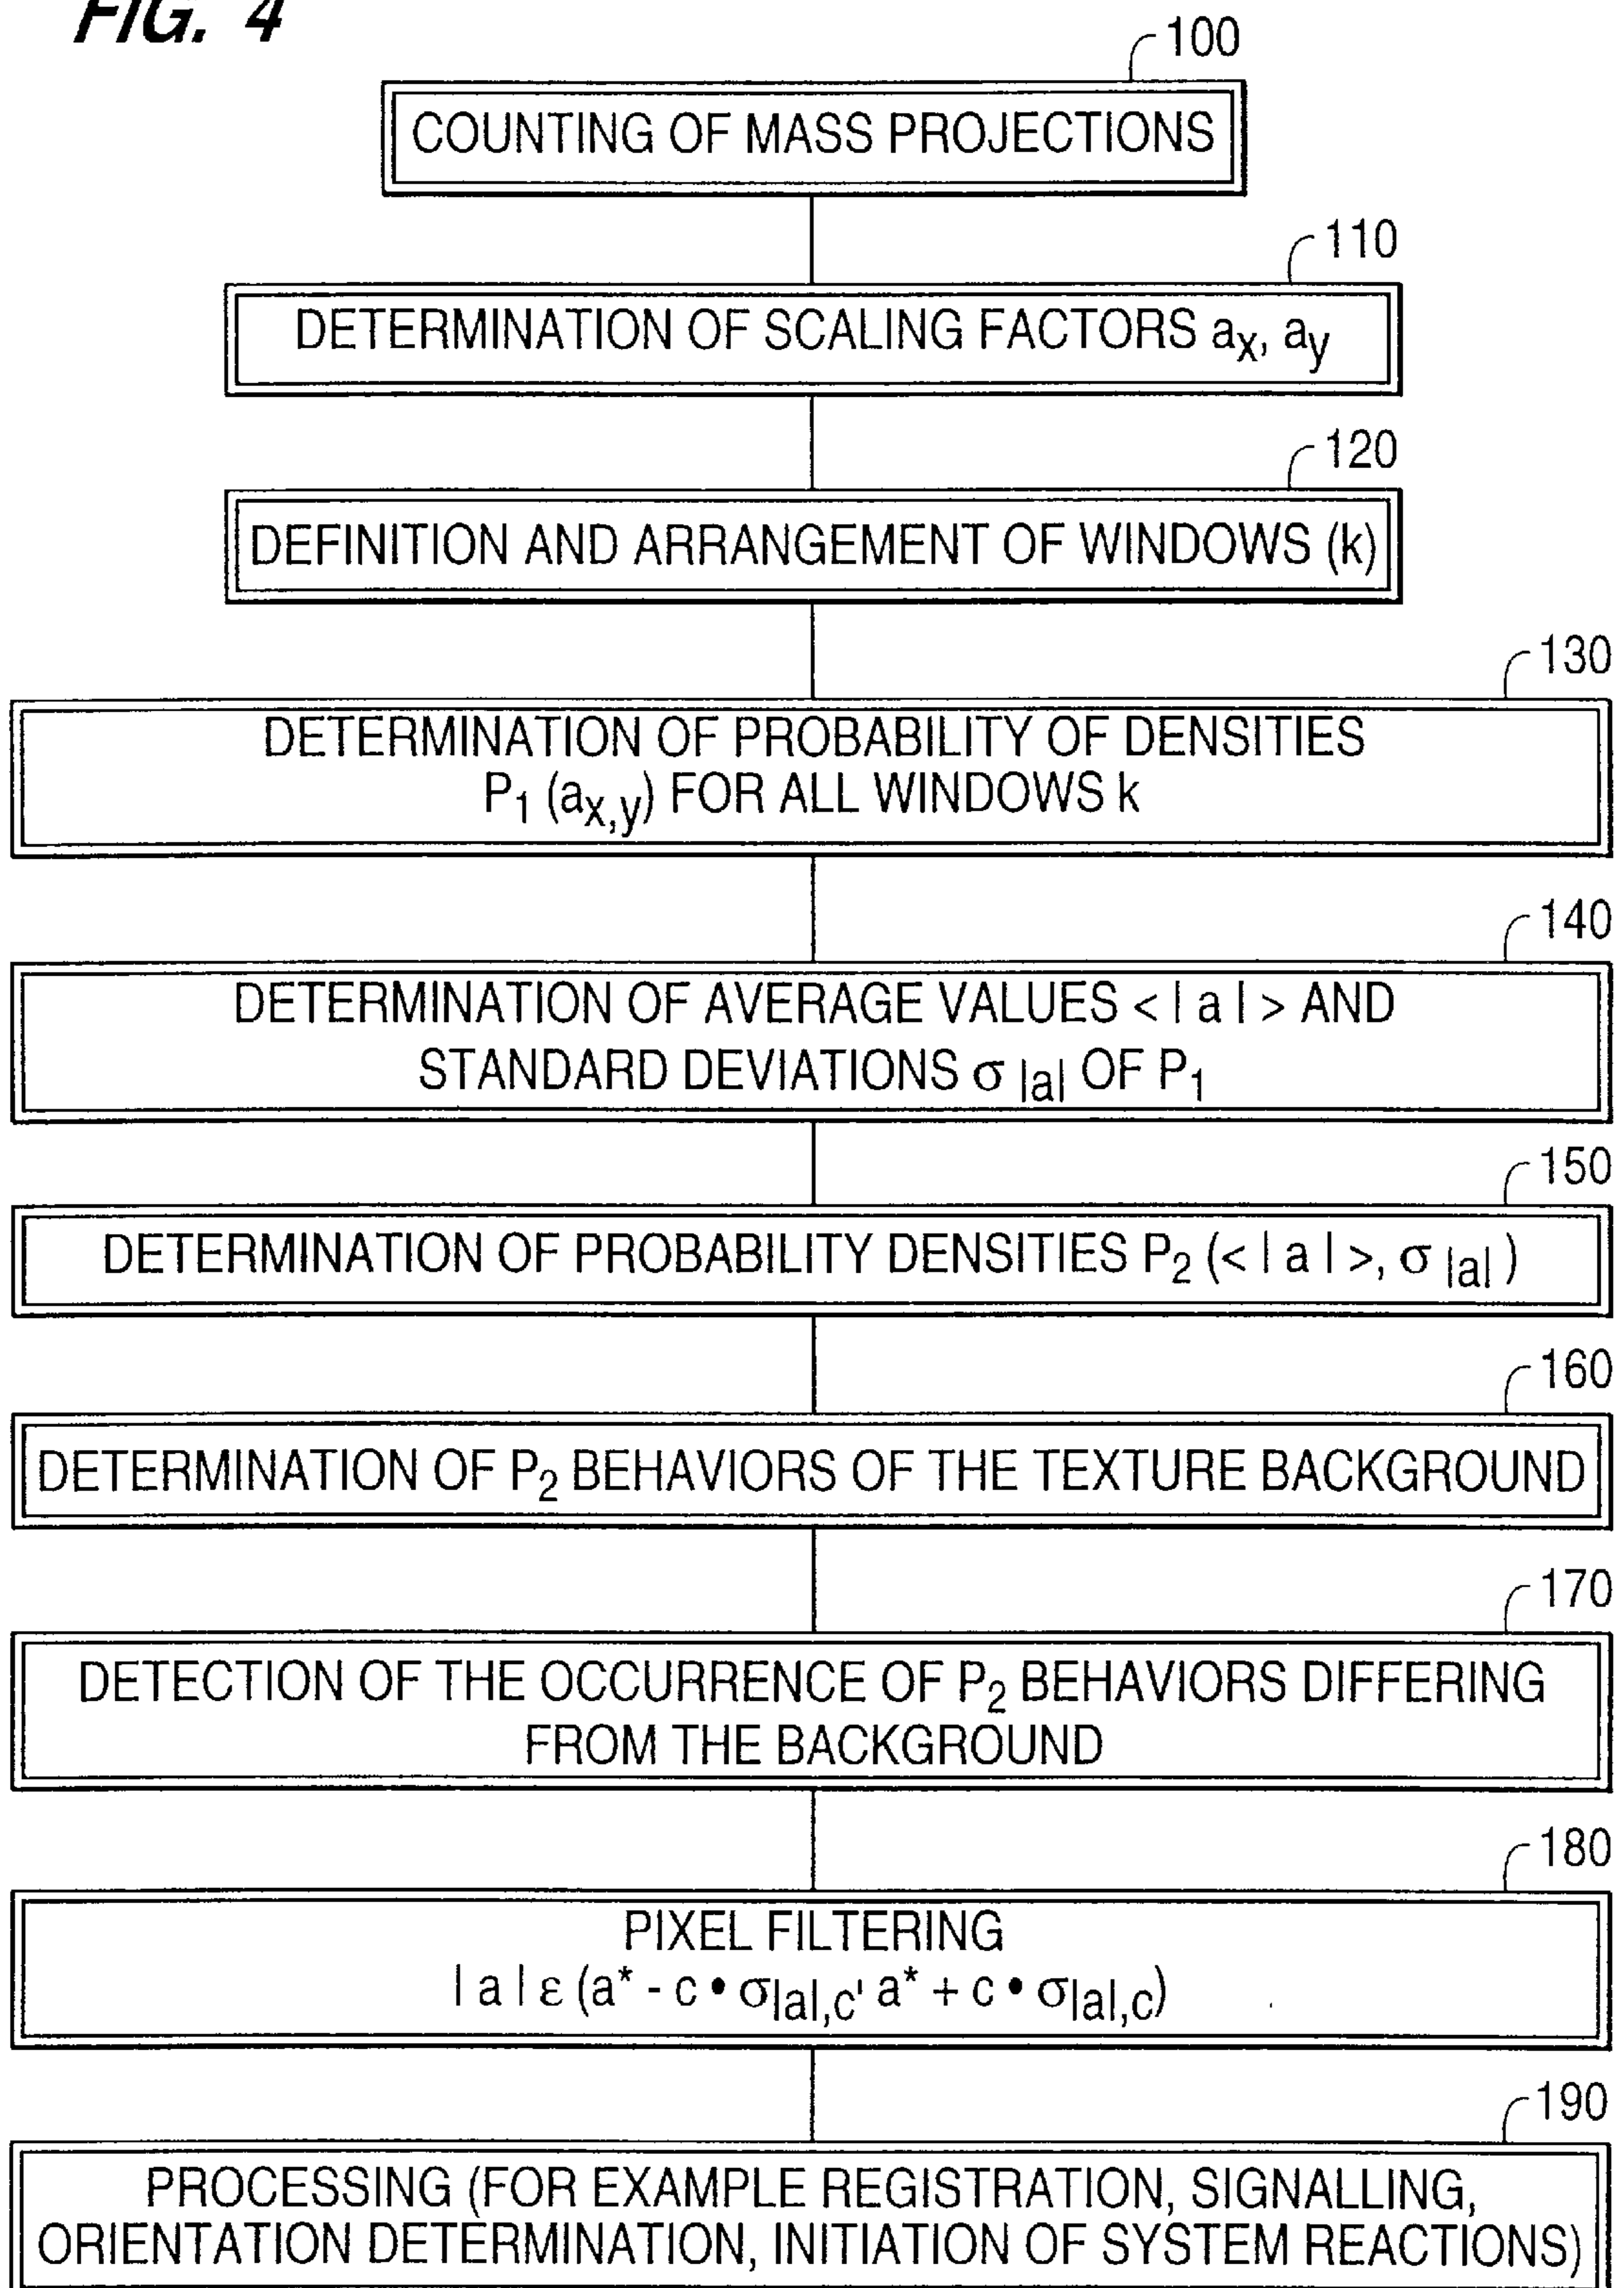 FIG. 4
100
COUNTING OF MASS PROJECTIONS
110
DETERMINATION OF SCALING FACTORS ax, ay
120
DEFINITION AND ARRANGEMENT OF WINDOWS (k)
130
DETERMINATION OF PROBABILITY OF DENSITIES
P1 (ax,y) FOR ALL WINDOWS k
140
DETERMINATION OF AVERAGE VALUES <|a|> AND
STANDARD DEVIATIONS σ |a| OF P1
150
DETERMINATION OF PROBABILITY DENSITIES P2 (<|a|>, σ |a|)
160
DETERMINATION OF P2 BEHAVIORS OF THE TEXTURE BACKGROUND
170
DETECTION OF THE OCCURRENCE OF P2 BEHAVIORS DIFFERING
FROM THE BACKGROUND
180
PIXEL FILTERING
|a| ε (a* - c • σ|a|,c' a* + c • σ|a|,c)
190
PROCESSING (FOR EXAMPLE REGISTRATION, SIGNALLING,
ORIENTATION DETERMINATION, INITIATION OF SYSTEM REACTIONS)